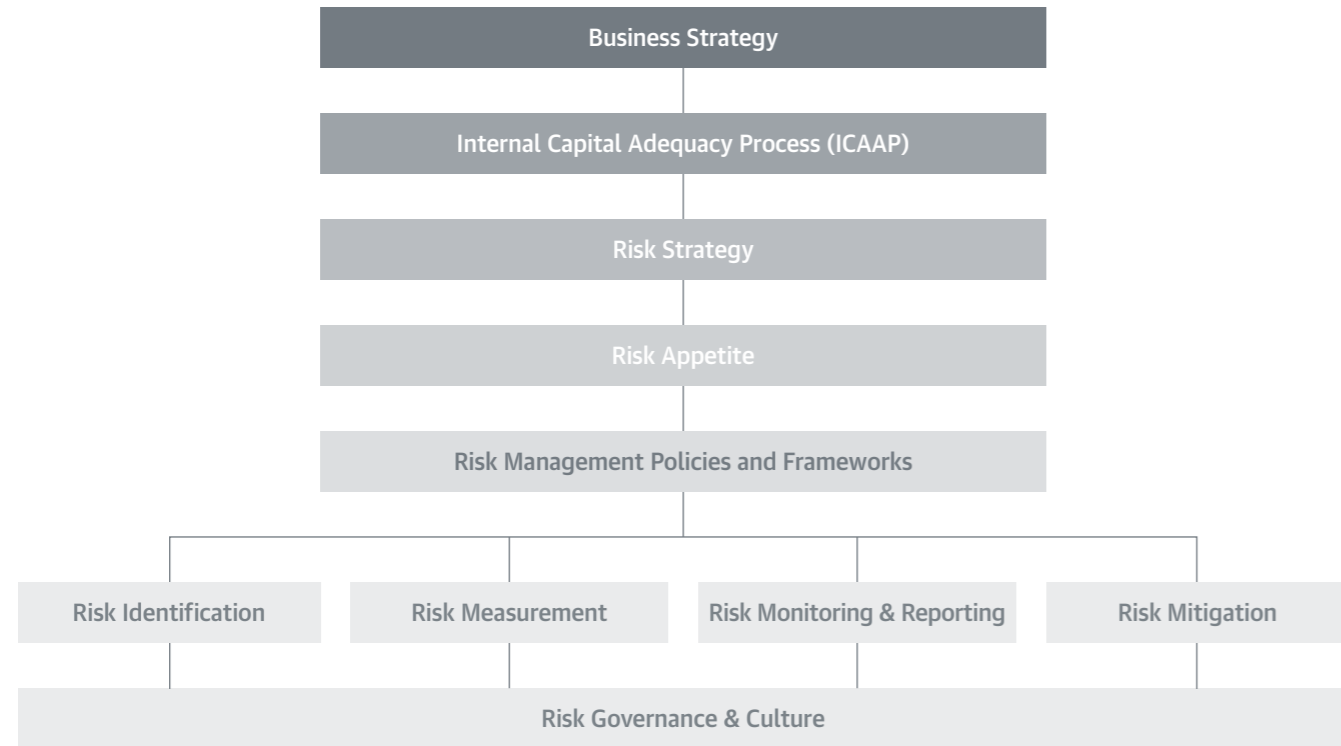 Business Strategy
Internal Capital Adequacy Process (ICAAP)
Risk Strategy
Risk Appetite
Risk Management Policies and Frameworks
Risk Identification
Risk Measurement
Risk Monitoring & Reporting
Risk Mitigation
Risk Governance & Culture